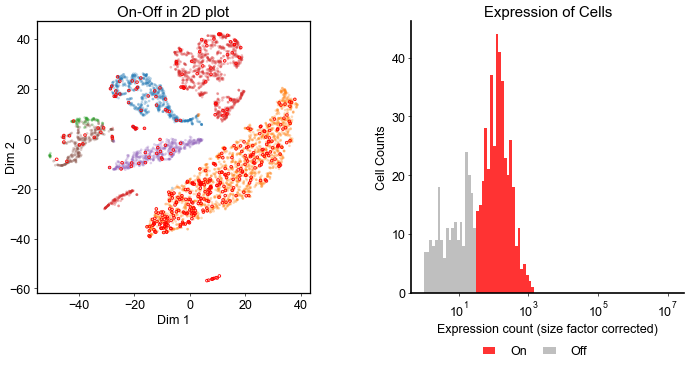 On-Off in 2D plot
40
20
0
−20
−40
−60
Dim 2
−40
−20
0
20
40
Dim 1
Expression of Cells
40
30
20
10
0
Cell Counts
10^1
10^3
10^5
10^7
Expression count (size factor corrected)
On
Off